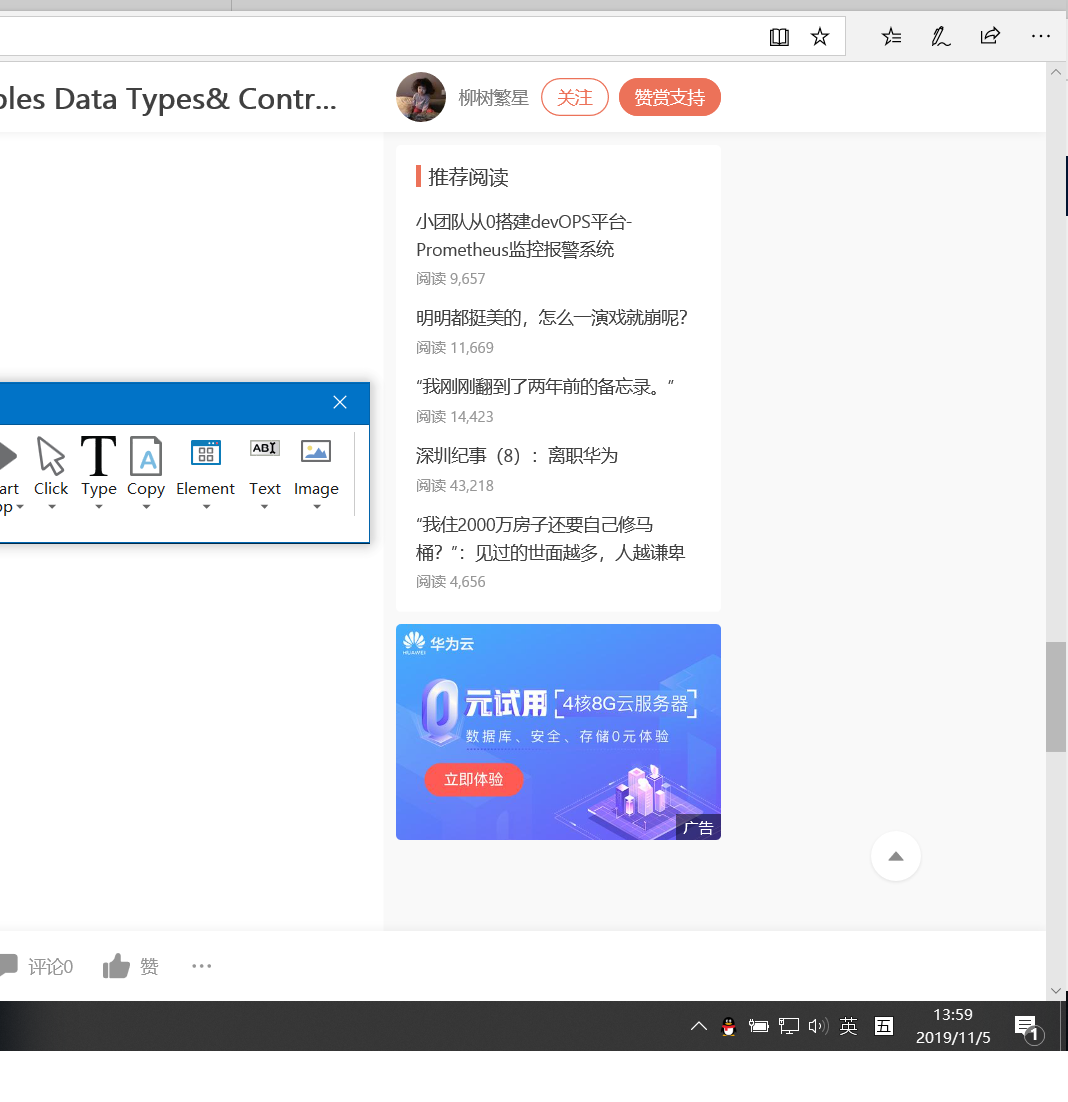 bles Data Types& Contr...
柳树繁星
关注
赞赏支持
推荐阅读
小团队从0搭建devOPS平台-
Prometheus监控报警系统
阅读 9,657
明明都挺美的，怎么一演戏就崩呢？
阅读 11,669
“我刚刚翻到了两年前的备忘录。”
阅读 14,423
深圳纪事（8）：离职华为
阅读 43,218
“我住2000万房子还要自己修马
桶？”：见过的世面越多，人越谦卑
阅读 4,656
art
pp
Click
Type
Copy
Element
Text
Image
ABI
HUAWEI
华为云
0元试用 4核8G云服务器
数据库、安全、存储0元体验
立即体验
广告
评论0
赞
英
五
13:59
2019/11/5
1